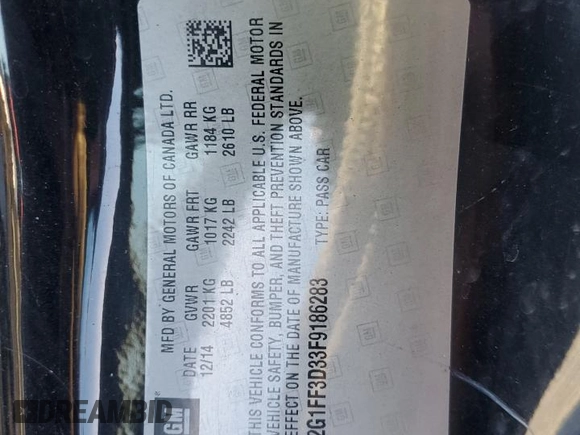 GM
MFD BY GENERAL MOTORS OF CANADA LTD.
DATE GVWR GAWR FRT GAWR RR
12/14 2201 KG 1017 KG 1184 KG
4852 LB 2242 LB 2610 LB
THIS VEHICLE CONFORMS TO ALL APPLICABLE U.S. FEDERAL MOTOR
VEHICLE SAFETY, BUMPER, AND THEFT PREVENTION STANDARDS IN
EFFECT ON THE DATE OF MANUFACTURE SHOWN ABOVE.
2G1FF3D33F9186283 TYPE: PASS CAR
DREAMBID